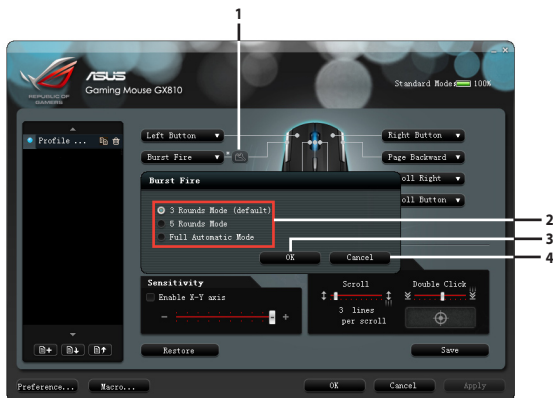 1
REPUBLIC OF
GAMERS
ASUS
Gaming Mouse GX810
Standard Mode 100%
Profile ...
Left Button
Right Button
Burst Fire
Page Backward
oll Right
oll Button
Burst Fire
3 Rounds Mode (default)
5 Rounds Mode
Full Automatic Mode
2
OK
3
Cancel
4
Sensitivity
Enable X-Y axis
- +
Scroll
3 lines
per scroll
Double Click
Restore
Save
Preference...
Macro...
OK
Cancel
Apply